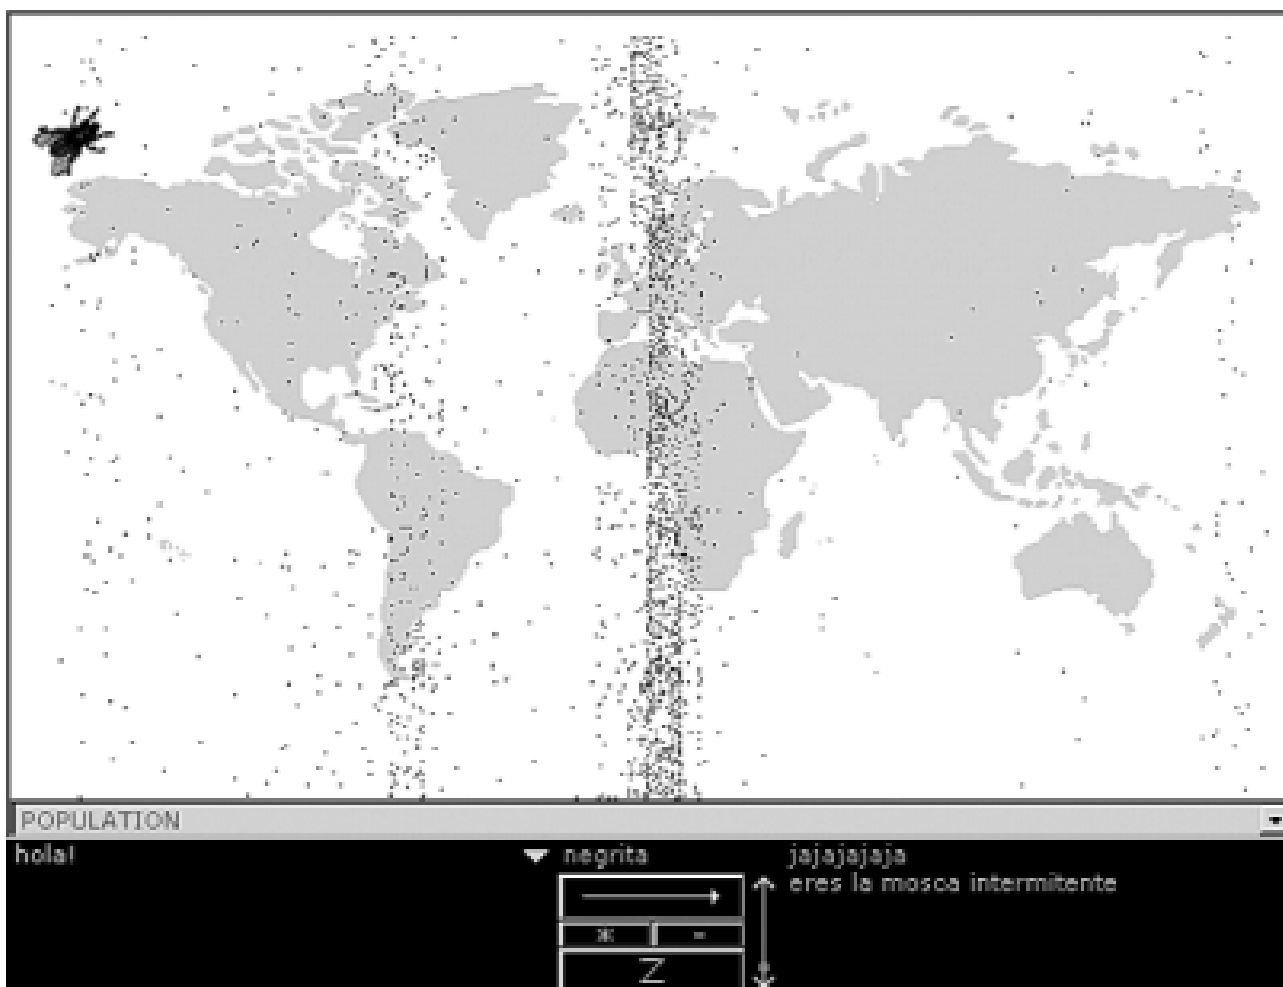 POPULATION
hola!
negrita
jajajajaja
eres la mosca intermitente
* -
Z